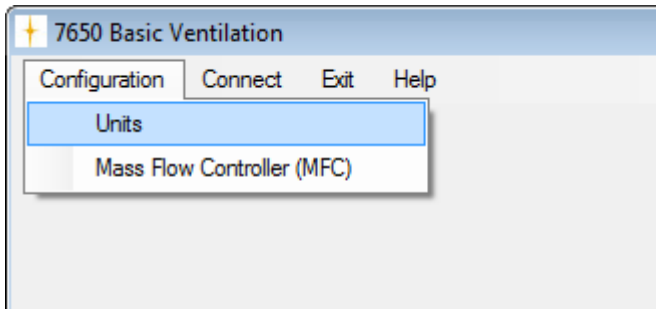 7650 Basic Ventilation
Configuration Connect Exit Help
Units
Mass Flow Controller (MFC)